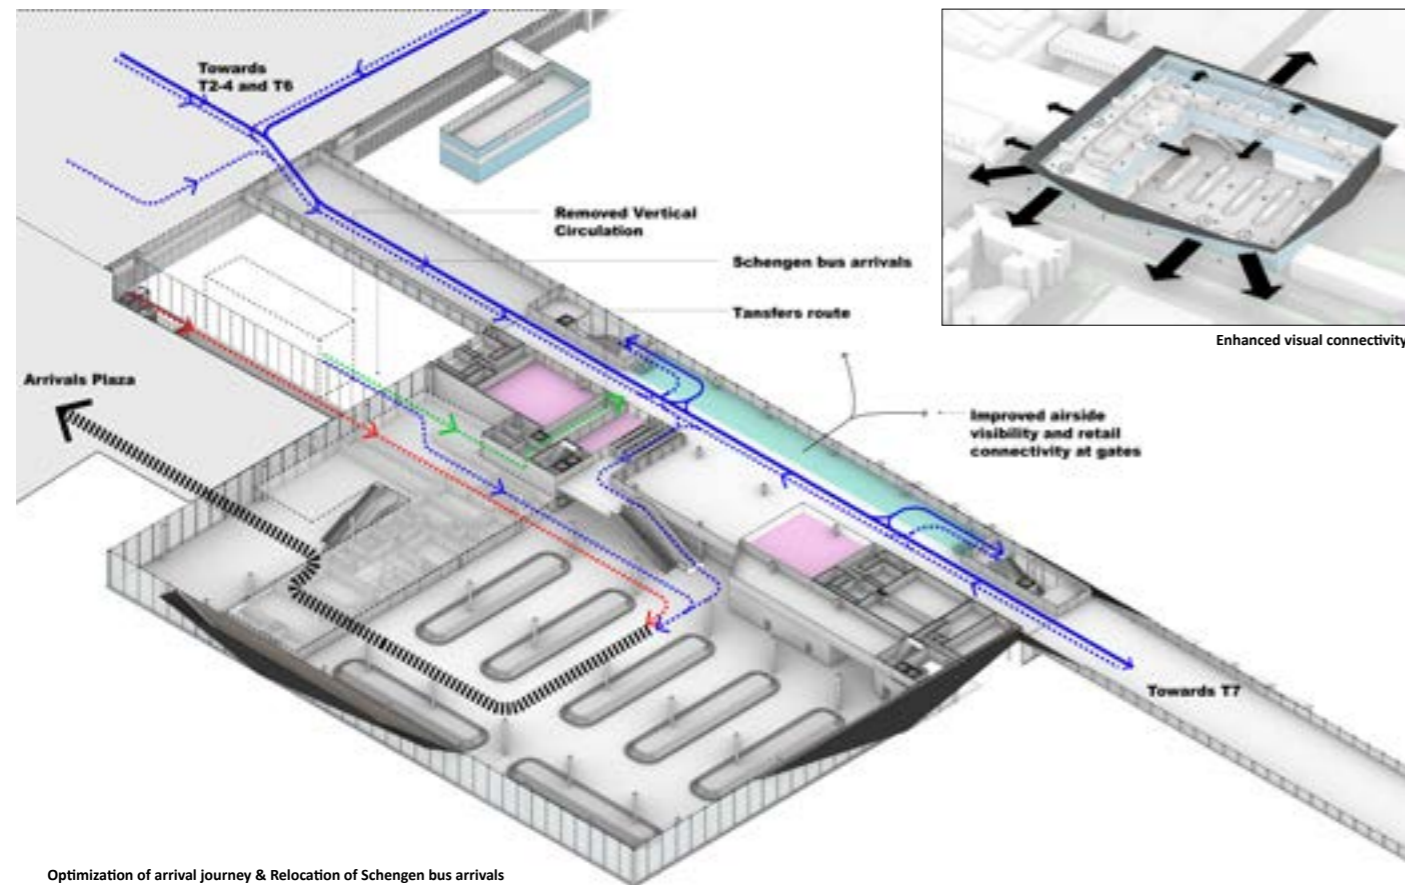 Towards
T2-4 and T6
Removed Vertical
Circulation
Schengen bus arrivals
Tansfers route
Enhanced visual connectivity
Arrivals Plaza
Improved airside
visibility and retail
connectivity at gates
Towards T7
Optimization of arrival journey & Relocation of Schengen bus arrivals